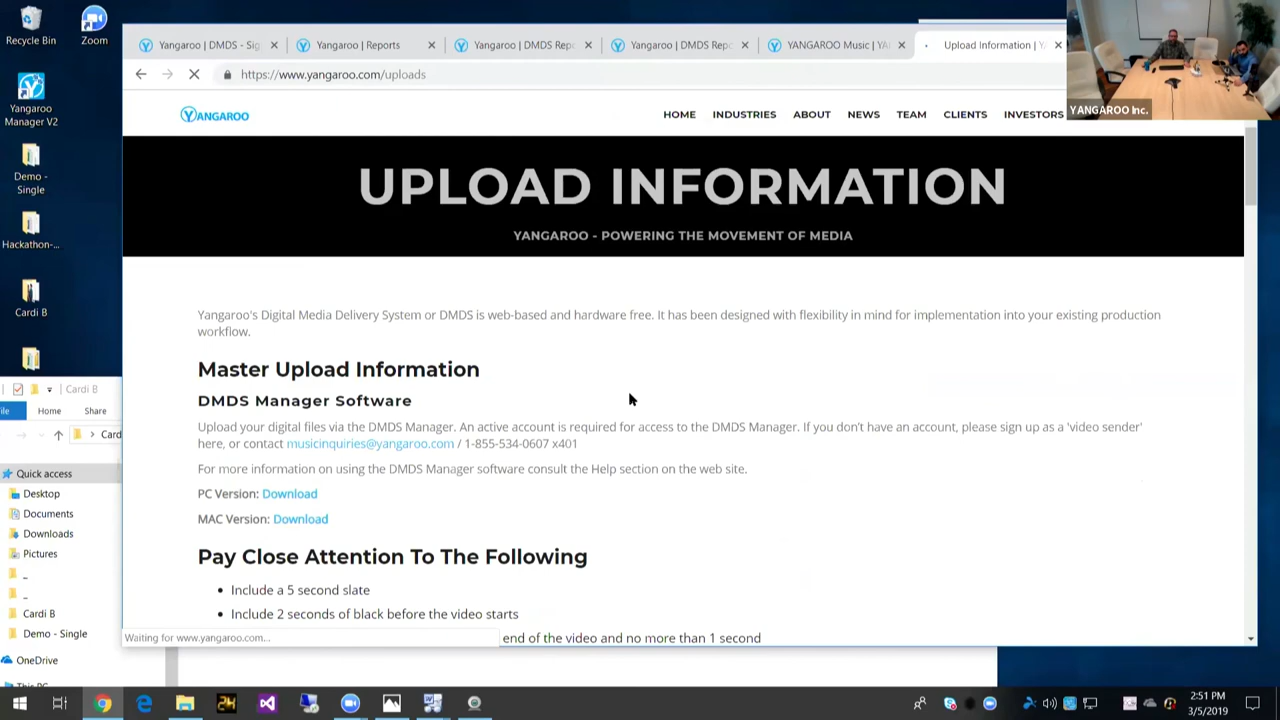 Recycle Bin
Zoom
Yangaroo
Manager V2
Demo -
Single
Hackathon-...
Cardi B
Yangaroo | DMDS - Sig
Yangaroo | Reports
Yangaroo | DMDS Repo
Yangaroo | DMDS Repo
YANGAROO Music | YA
Upload Information | Y
https://www.yangaroo.com/uploads
YANGAROO Inc.
YANGAROO
HOME
INDUSTRIES
ABOUT
NEWS
TEAM
CLIENTS
INVESTORS
UPLOAD INFORMATION
YANGAROO - POWERING THE MOVEMENT OF MEDIA
Yangaroo's Digital Media Delivery System or DMDS is web-based and hardware free. It has been designed with flexibility in mind for implementation into your existing production
workflow.
Master Upload Information
DMDS Manager Software
Upload your digital files via the DMDS Manager. An active account is required for access to the DMDS Manager. If you don't have an account, please sign up as a 'video sender'
here, or contact musicinquiries@yangaroo.com / 1-855-534-0607 x401
For more information on using the DMDS Manager software consult the Help section on the web site.
PC Version: Download
MAC Version: Download
Pay Close Attention To The Following
• Include a 5 second slate
• Include 2 seconds of black before the video starts
end of the video and no more than 1 second
Waiting for www.yangaroo.com...
Cardi B
ile
Home
Share
Card
Quick access
Desktop
Documents
Downloads
Pictures
_
_
Cardi B
Demo - Single
OneDrive
This PC
2:51 PM
3/5/2019